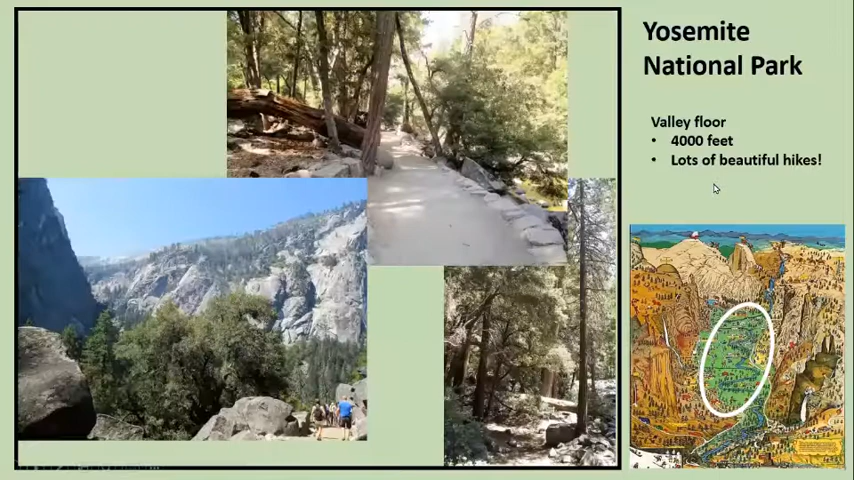 Yosemite
National Park
Valley floor
• 4000 feet
• Lots of beautiful hikes!